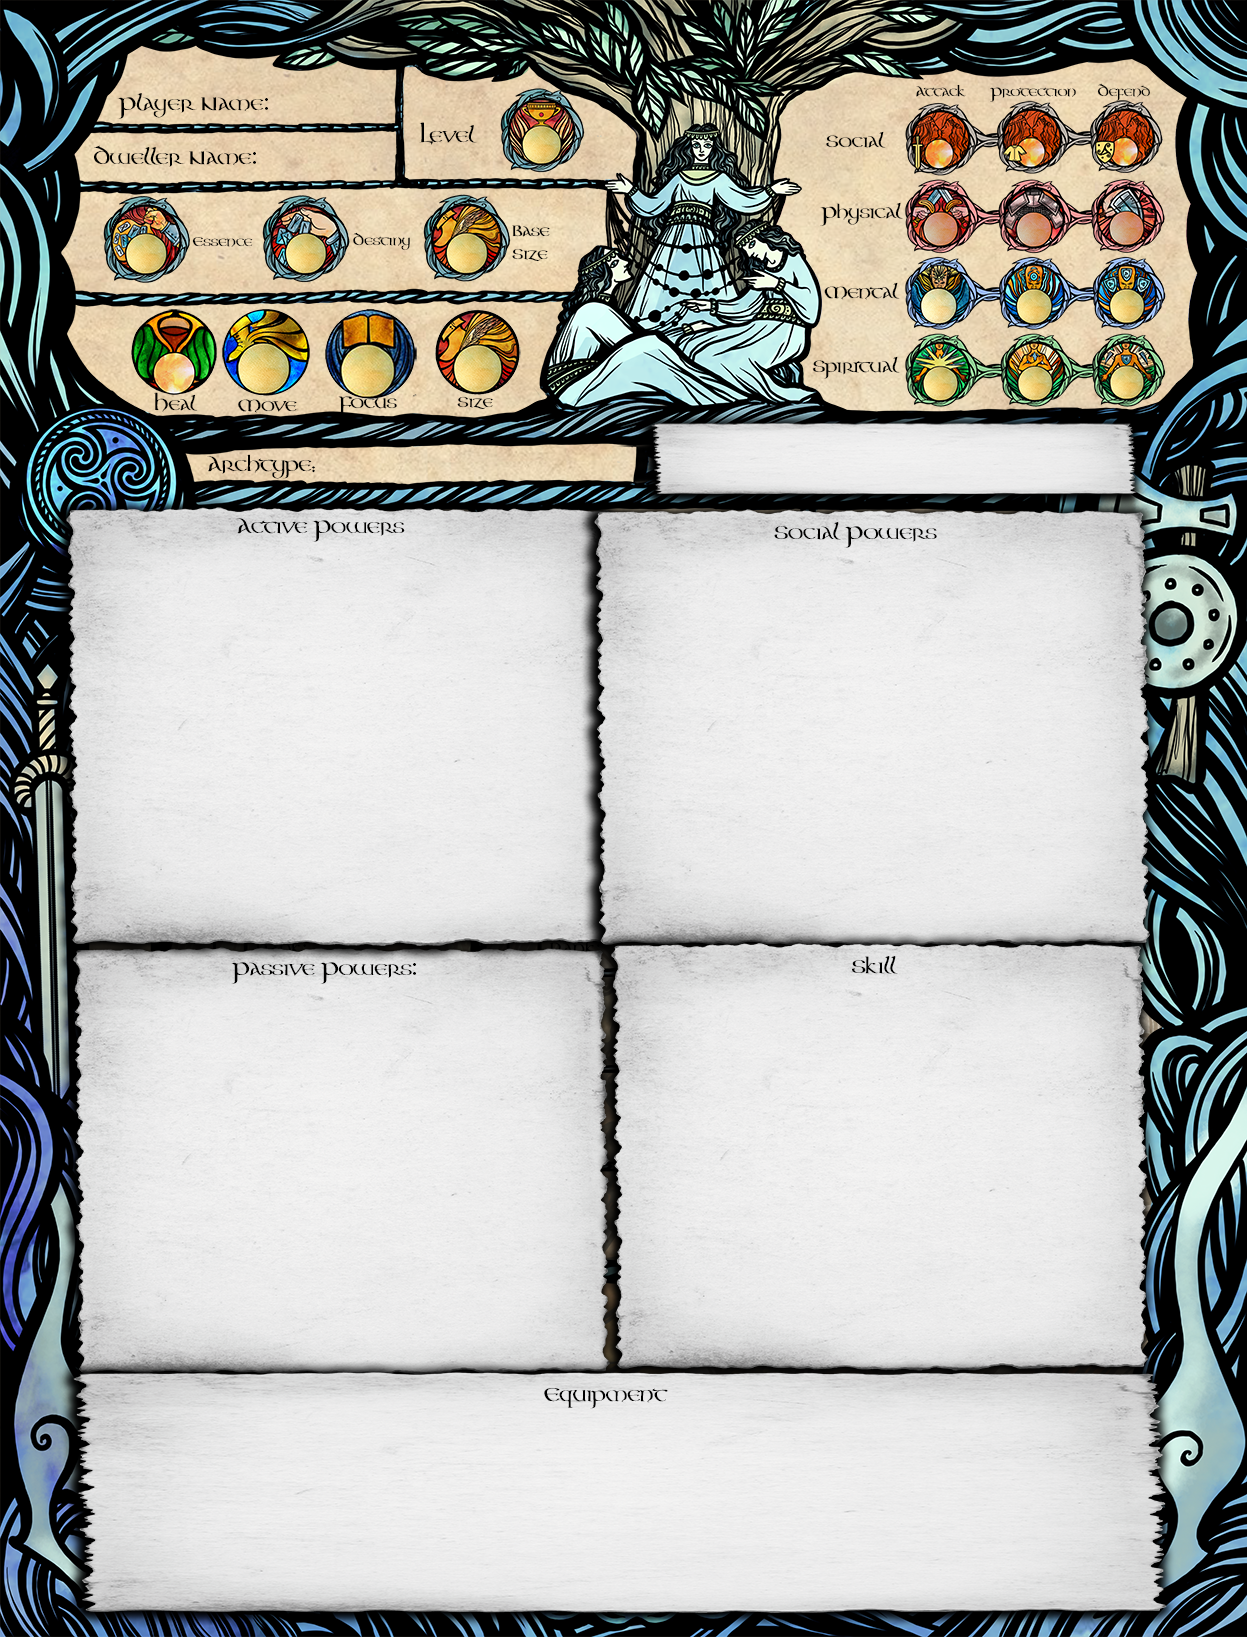 Player Name:
Dweller Name:
Level
Essence
Destiny
Base
Size
Heal
Move
Focus
Size
Attack Protection Defend
Social
Physical
Mental
Spiritual
Archtype:
Active Powers
Social Powers
Passive Powers:
Skill
Equipment